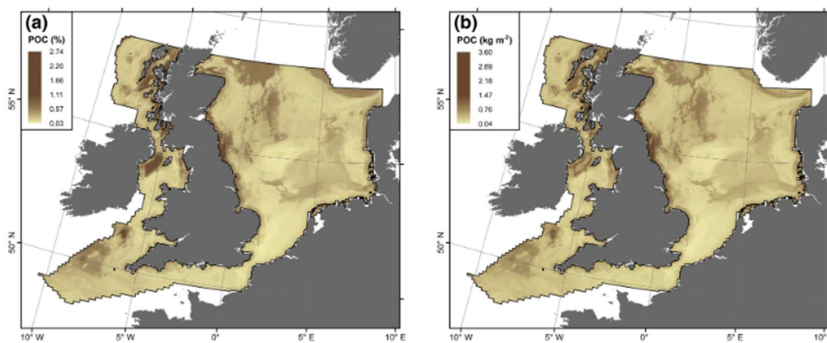 (a)
POC (%)
2.74
2.20
1.66
1.11
0.57
0.03
55°N
50°N
10°W
5°W
0°
5°E
10°E
(b)
POC (kg m⁻²)
3.60
2.89
2.18
1.47
0.76
0.04
55°N
50°N
10°W
5°W
0°
5°E
10°E